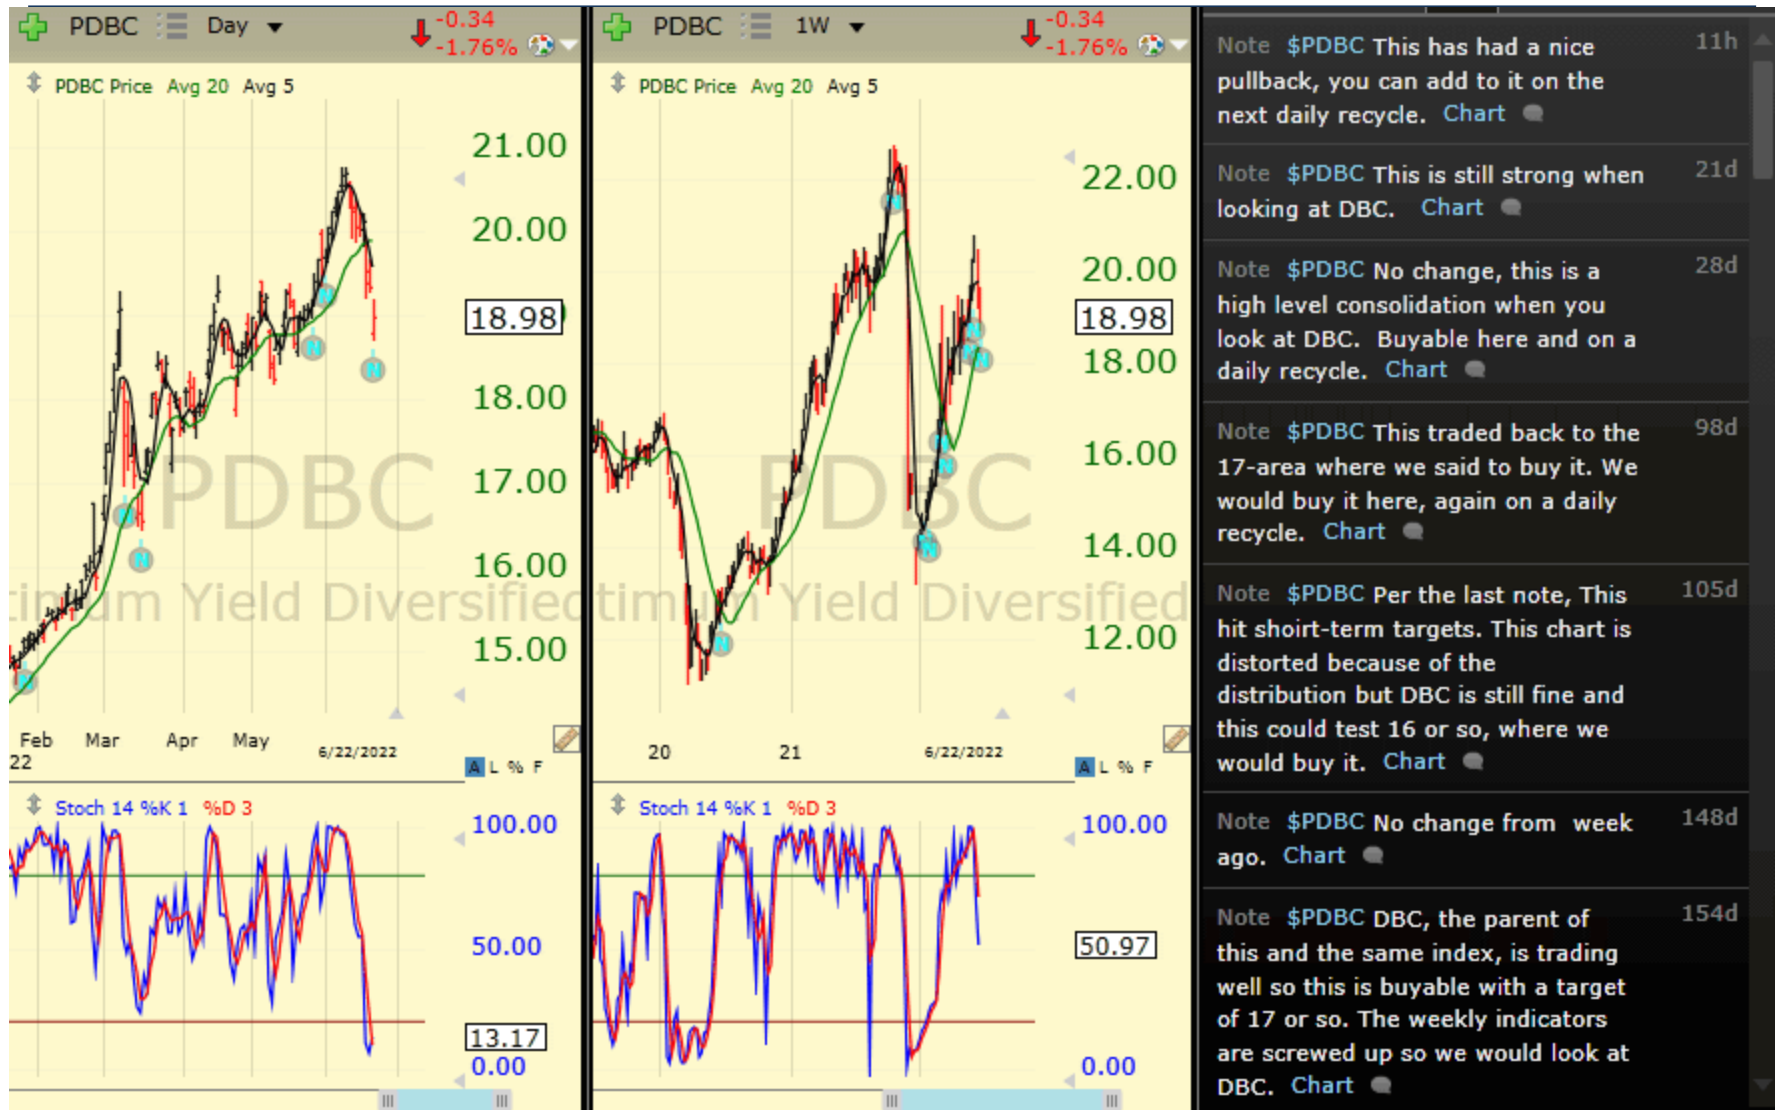 PDBC Day
-0.34
-1.76%
PDBC Price Avg 20 Avg 5
21.00
20.00
18.98
18.00
17.00
16.00
15.00
PDBC
timum Yield Diversified
Feb Mar Apr May 6/22/2022
22
A L % F
Stoch 14 %K 1 %D 3
100.00
50.00
13.17
0.00
PDBC 1W
-0.34
-1.76%
PDBC Price Avg 20 Avg 5
22.00
20.00
18.98
18.00
16.00
14.00
12.00
PDBC
timum Yield Diversified
20 21 6/22/2022
A L % F
Stoch 14 %K 1 %D 3
100.00
50.97
0.00
Note $PDBC This has had a nice 11h
pullback, you can add to it on the
next daily recycle. Chart
Note $PDBC This is still strong when 21d
looking at DBC. Chart
Note $PDBC No change, this is a 28d
high level consolidation when you
look at DBC. Buyable here and on a
daily recycle. Chart
Note $PDBC This traded back to the 98d
17-area where we said to buy it. We
would buy it here, again on a daily
recycle. Chart
Note $PDBC Per the last note, This 105d
hit shoirt-term targets. This chart is
distorted because of the
distribution but DBC is still fine and
this could test 16 or so, where we
would buy it. Chart
Note $PDBC No change from week 148d
ago. Chart
Note $PDBC DBC, the parent of 154d
this and the same index, is trading
well so this is buyable with a target
of 17 or so. The weekly indicators
are screwed up so we would look at
DBC. Chart